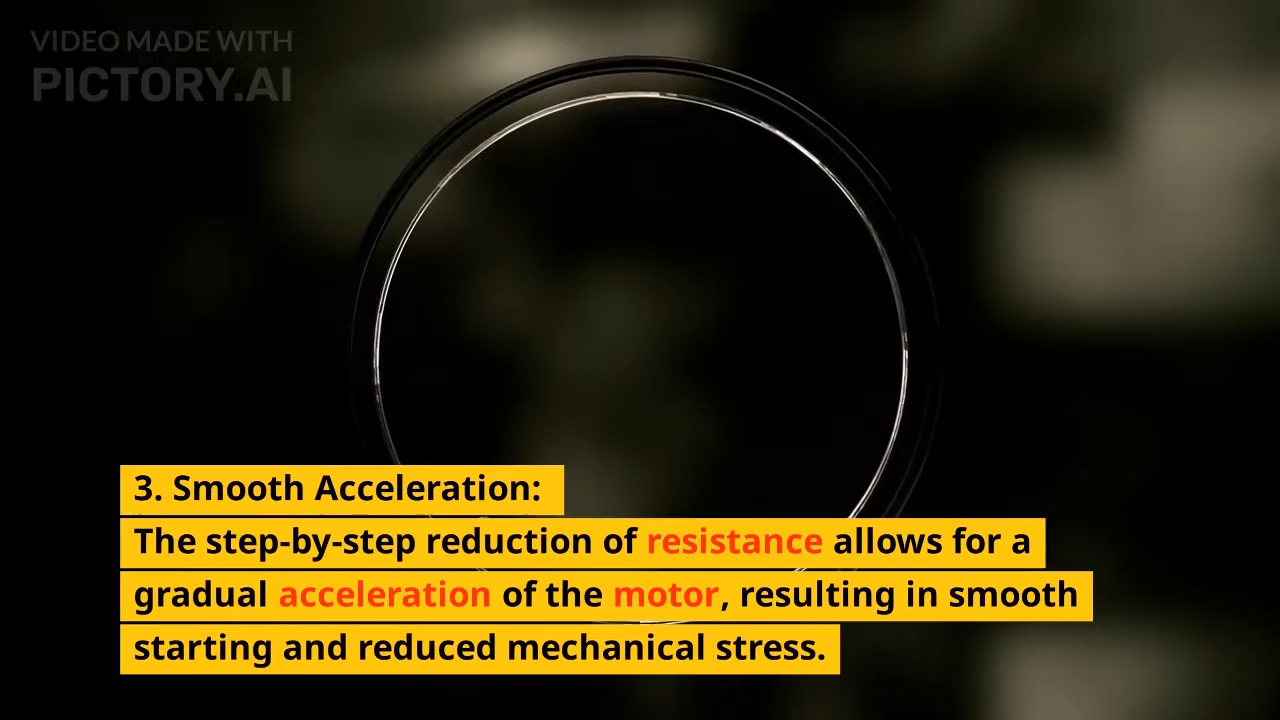 VIDEO MADE WITH
PICTORY.AI
3. Smooth Acceleration:
The step-by-step reduction of resistance allows for a
gradual acceleration of the motor, resulting in smooth
starting and reduced mechanical stress.